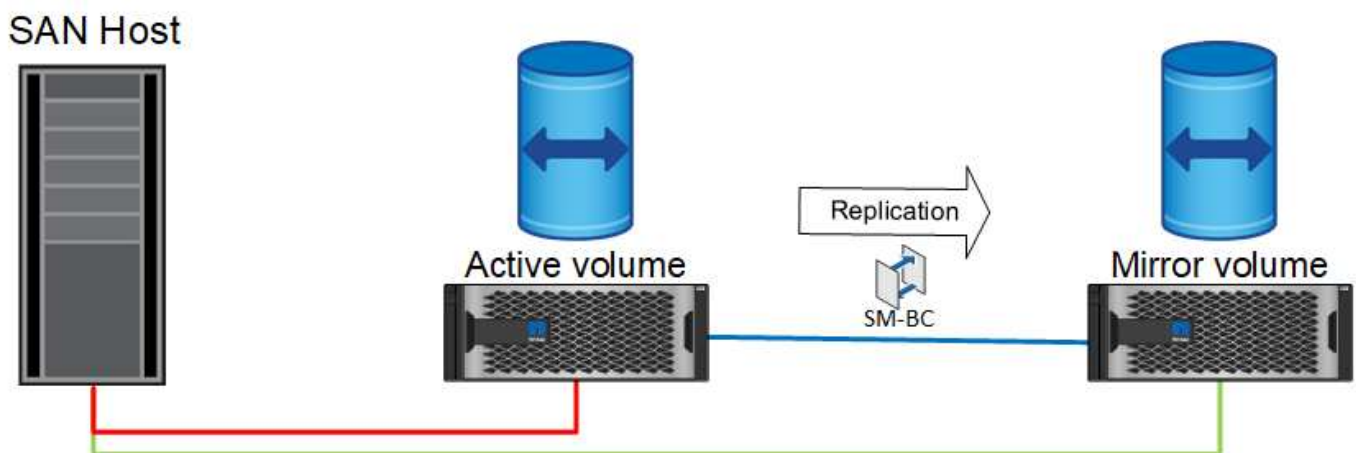 SAN Host
Replication
Active volume
Mirror volume
SM-BC